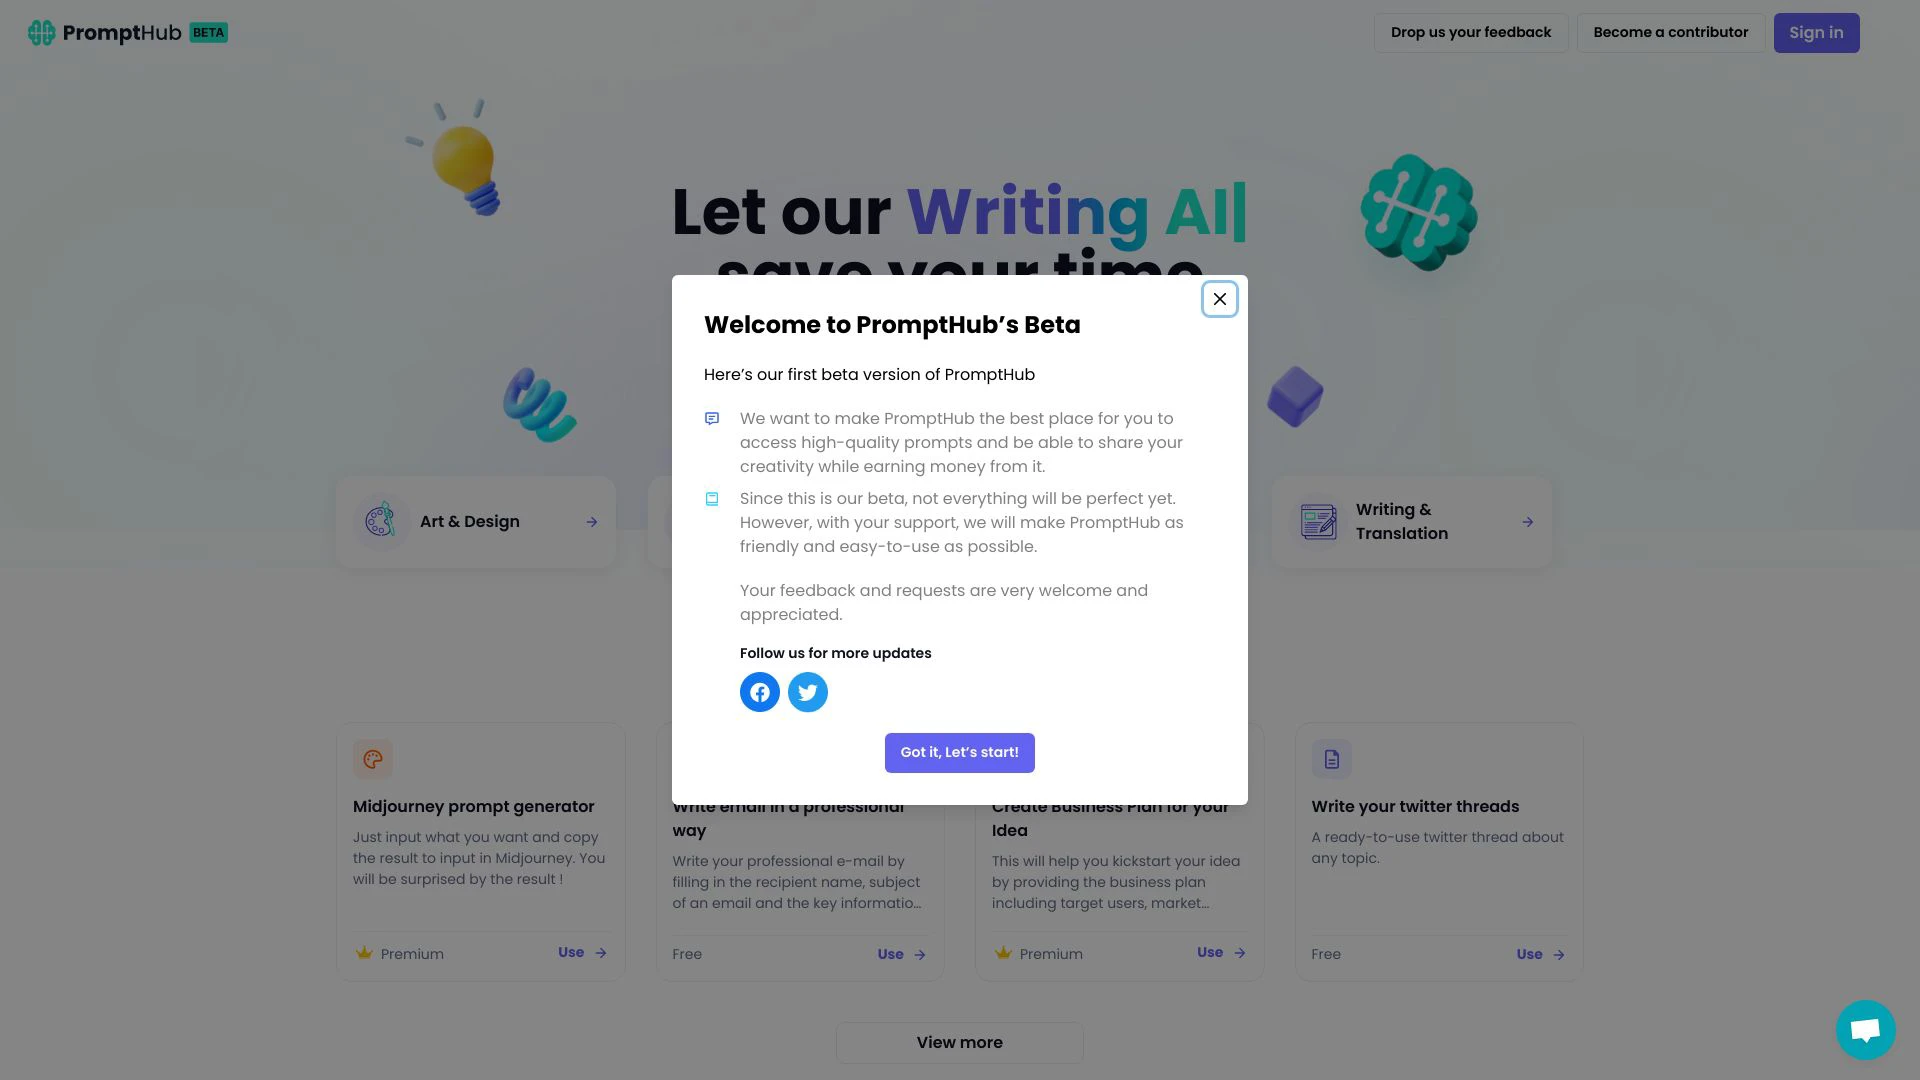 PromptHub BETA
Drop us your feedback
Become a contributor
Sign in
Let our Writing AI|
save your time
Welcome to PromptHub’s Beta
Here’s our first beta version of PromptHub
We want to make PromptHub the best place for you to
access high-quality prompts and be able to share your
creativity while earning money from it.
Since this is our beta, not everything will be perfect yet.
However, with your support, we will make PromptHub as
friendly and easy-to-use as possible.
Your feedback and requests are very welcome and
appreciated.
Follow us for more updates
Got it, Let’s start!
Art & Design
Writing &
Translation
Midjourney prompt generator
Just input what you want and copy
the result to input in Midjourney. You
will be surprised by the result !
Premium
Use
Write email in a professional
way
Write your professional e-mail by
filling in the recipient name, subject
of an email and the key informatio…
Free
Use
Create Business Plan for your
Idea
This will help you kickstart your idea
by providing the business plan
including target users, market…
Premium
Use
Write your twitter threads
A ready-to-use twitter thread about
any topic.
Free
Use
View more